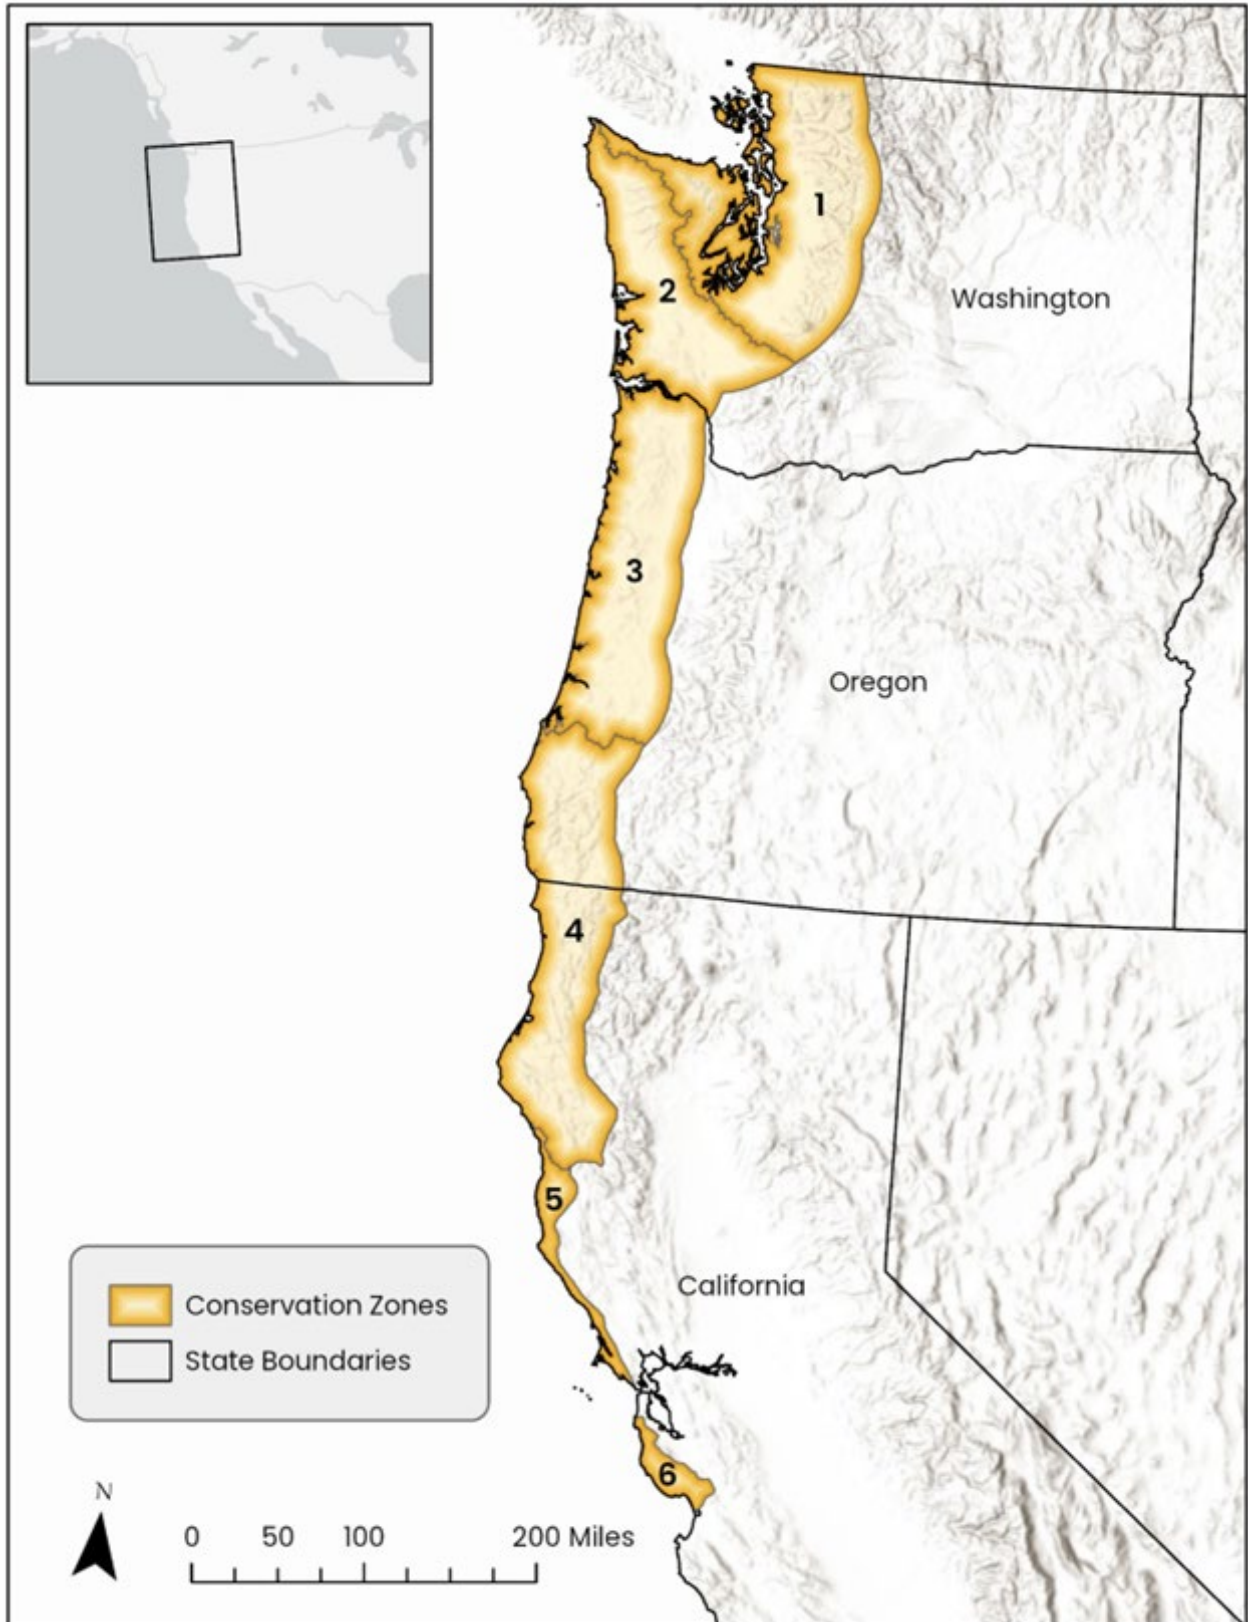 1
2
Washington
3
Oregon
4
5
California
Conservation Zones
State Boundaries
6
N
0 50 100 200 Miles